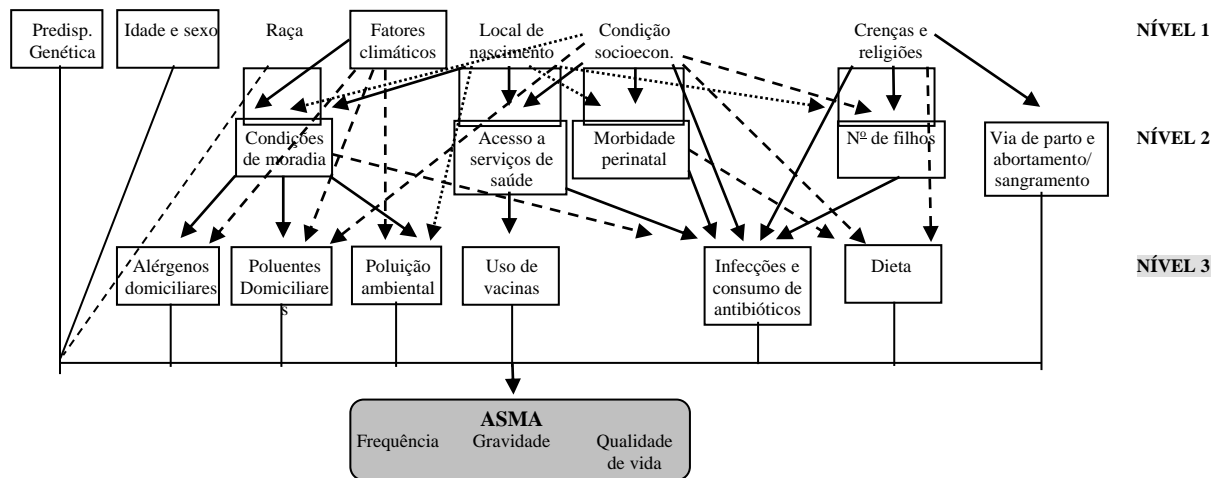 Predisp.
Genética
Idade e sexo
Raça
Fatores
climáticos
Local de
nascimento
Condição
socioecon.
Crenças e
religiões
NÍVEL 1
Condições
de moradia
Acesso a
serviços de
saúde
Morbidade
perinatal
Nº de filhos
Via de parto e
abortamento/
sangramento
NÍVEL 2
Alérgenos
domiciliares
Poluentes
Domiciliare
s
Poluição
ambiental
Uso de
vacinas
Infecções e
consumo de
antibióticos
Dieta
NÍVEL 3
ASMA
Frequência
Gravidade
Qualidade
de vida